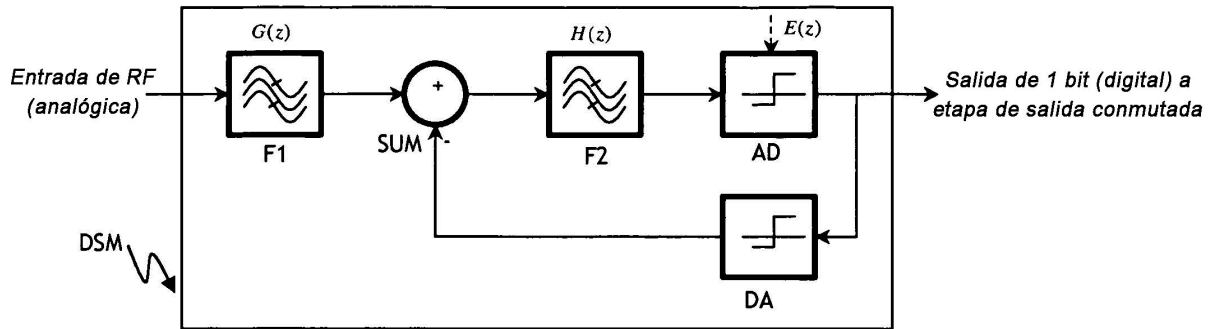 G(z)
H(z)
E(z)
Entrada de RF
(analógica)
+
-
SUM
F1
F2
AD
Salida de 1 bit (digital) a
etapa de salida conmutada
DSM
DA